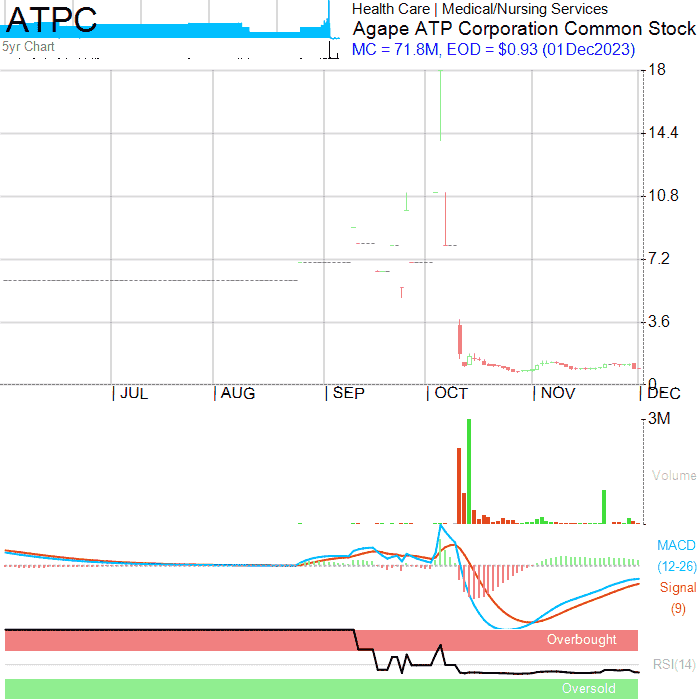 ATPC
Health Care | Medical/Nursing Services
Agape ATP Corporation Common Stock
5yr Chart
MC = 71.8M, EOD = $0.93 (01Dec2023)
18
14.4
10.8
7.2
3.6
0
| JUL | AUG | SEP | OCT | NOV | DEC
3M
Volume
MACD
(12-26)
Signal
(9)
Overbought
RSI(14)
Oversold